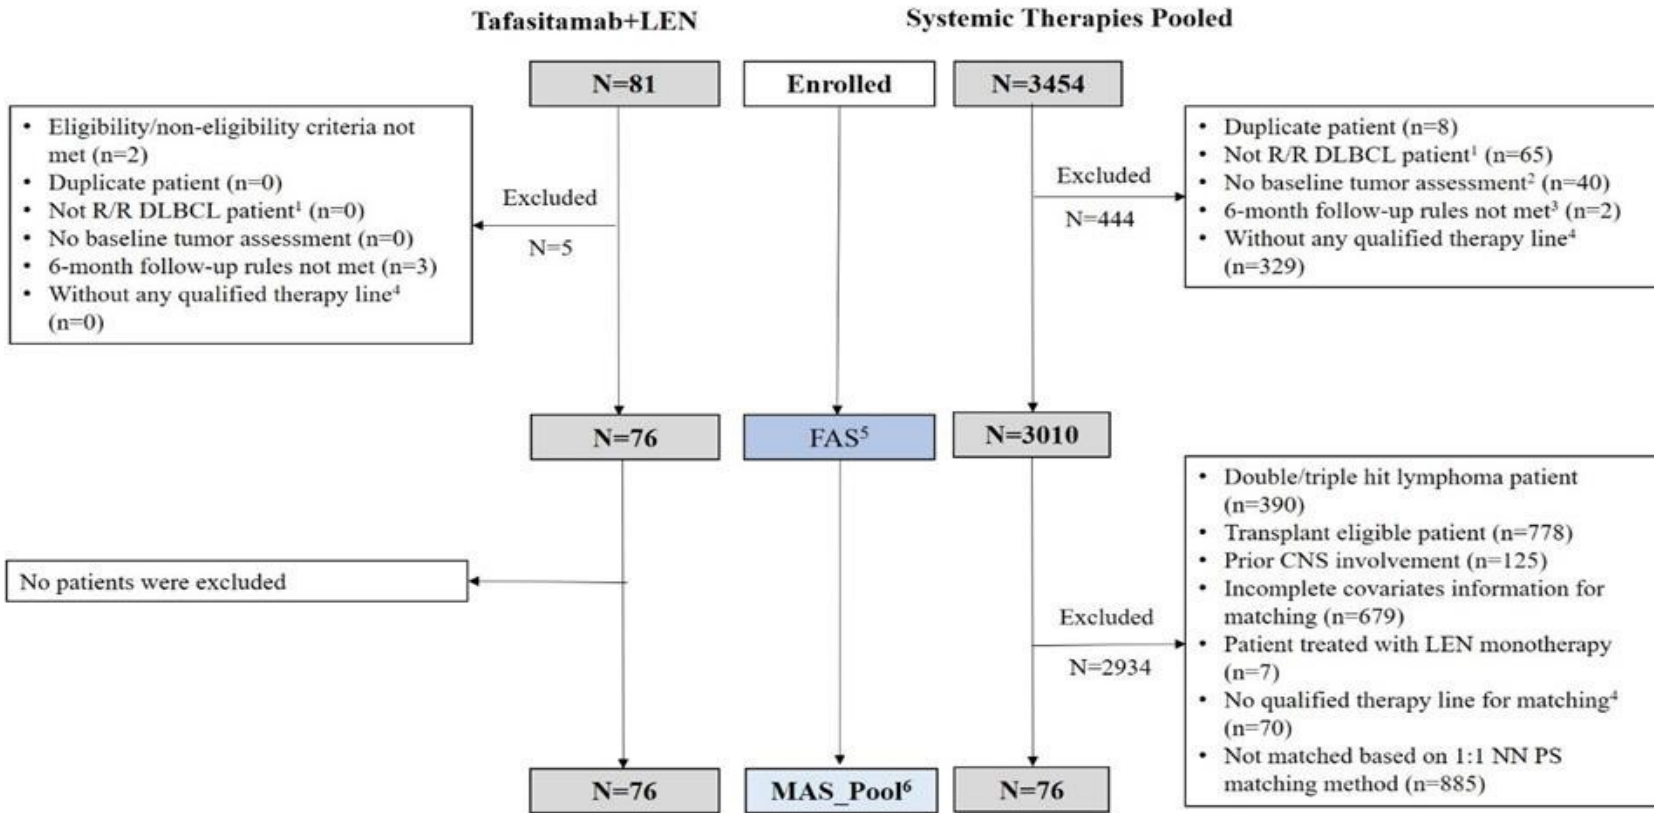 Tafasitamab+LEN
Systemic Therapies Pooled
N=81
Enrolled
N=3454
• Eligibility/non-eligibility criteria not
met (n=2)
• Duplicate patient (n=0)
• Not R/R DLBCL patient¹ (n=0)
• No baseline tumor assessment (n=0)
• 6-month follow-up rules not met (n=3)
• Without any qualified therapy line⁴
(n=0)
Excluded
N=5
Excluded
N=444
• Duplicate patient (n=8)
• Not R/R DLBCL patient¹ (n=65)
• No baseline tumor assessment² (n=40)
• 6-month follow-up rules not met³ (n=2)
• Without any qualified therapy line⁴
(n=329)
N=76
FAS⁵
N=3010
No patients were excluded
Excluded
N=2934
• Double/triple hit lymphoma patient
(n=390)
• Transplant eligible patient (n=778)
• Prior CNS involvement (n=125)
• Incomplete covariates information for
matching (n=679)
• Patient treated with LEN monotherapy
(n=7)
• No qualified therapy line for matching⁴
(n=70)
• Not matched based on 1:1 NN PS
matching method (n=885)
N=76
MAS_Pool⁶
N=76